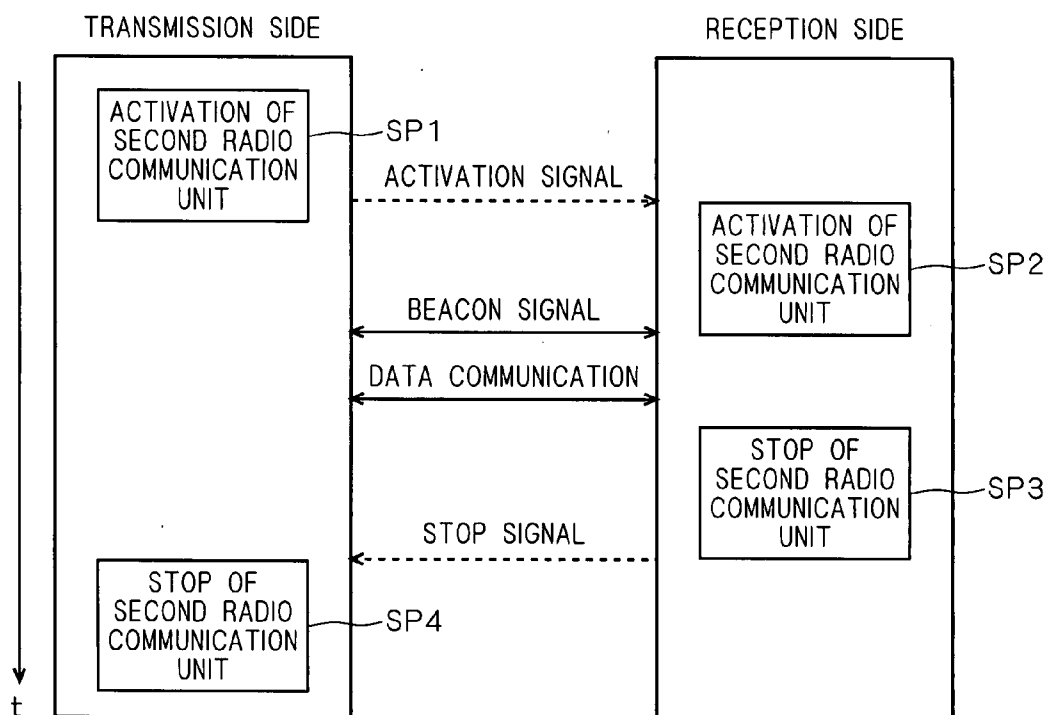 TRANSMISSION SIDE
RECEPTION SIDE
ACTIVATION OF
SECOND RADIO
COMMUNICATION
UNIT
SP1
ACTIVATION SIGNAL
ACTIVATION OF
SECOND RADIO
COMMUNICATION
UNIT
SP2
BEACON SIGNAL
DATA COMMUNICATION
STOP OF
SECOND RADIO
COMMUNICATION
UNIT
SP3
STOP SIGNAL
STOP OF
SECOND RADIO
COMMUNICATION
UNIT
SP4
t